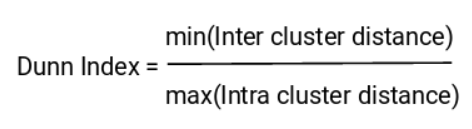 min(Inter cluster distance)
Dunn Index =
max(Intra cluster distance)